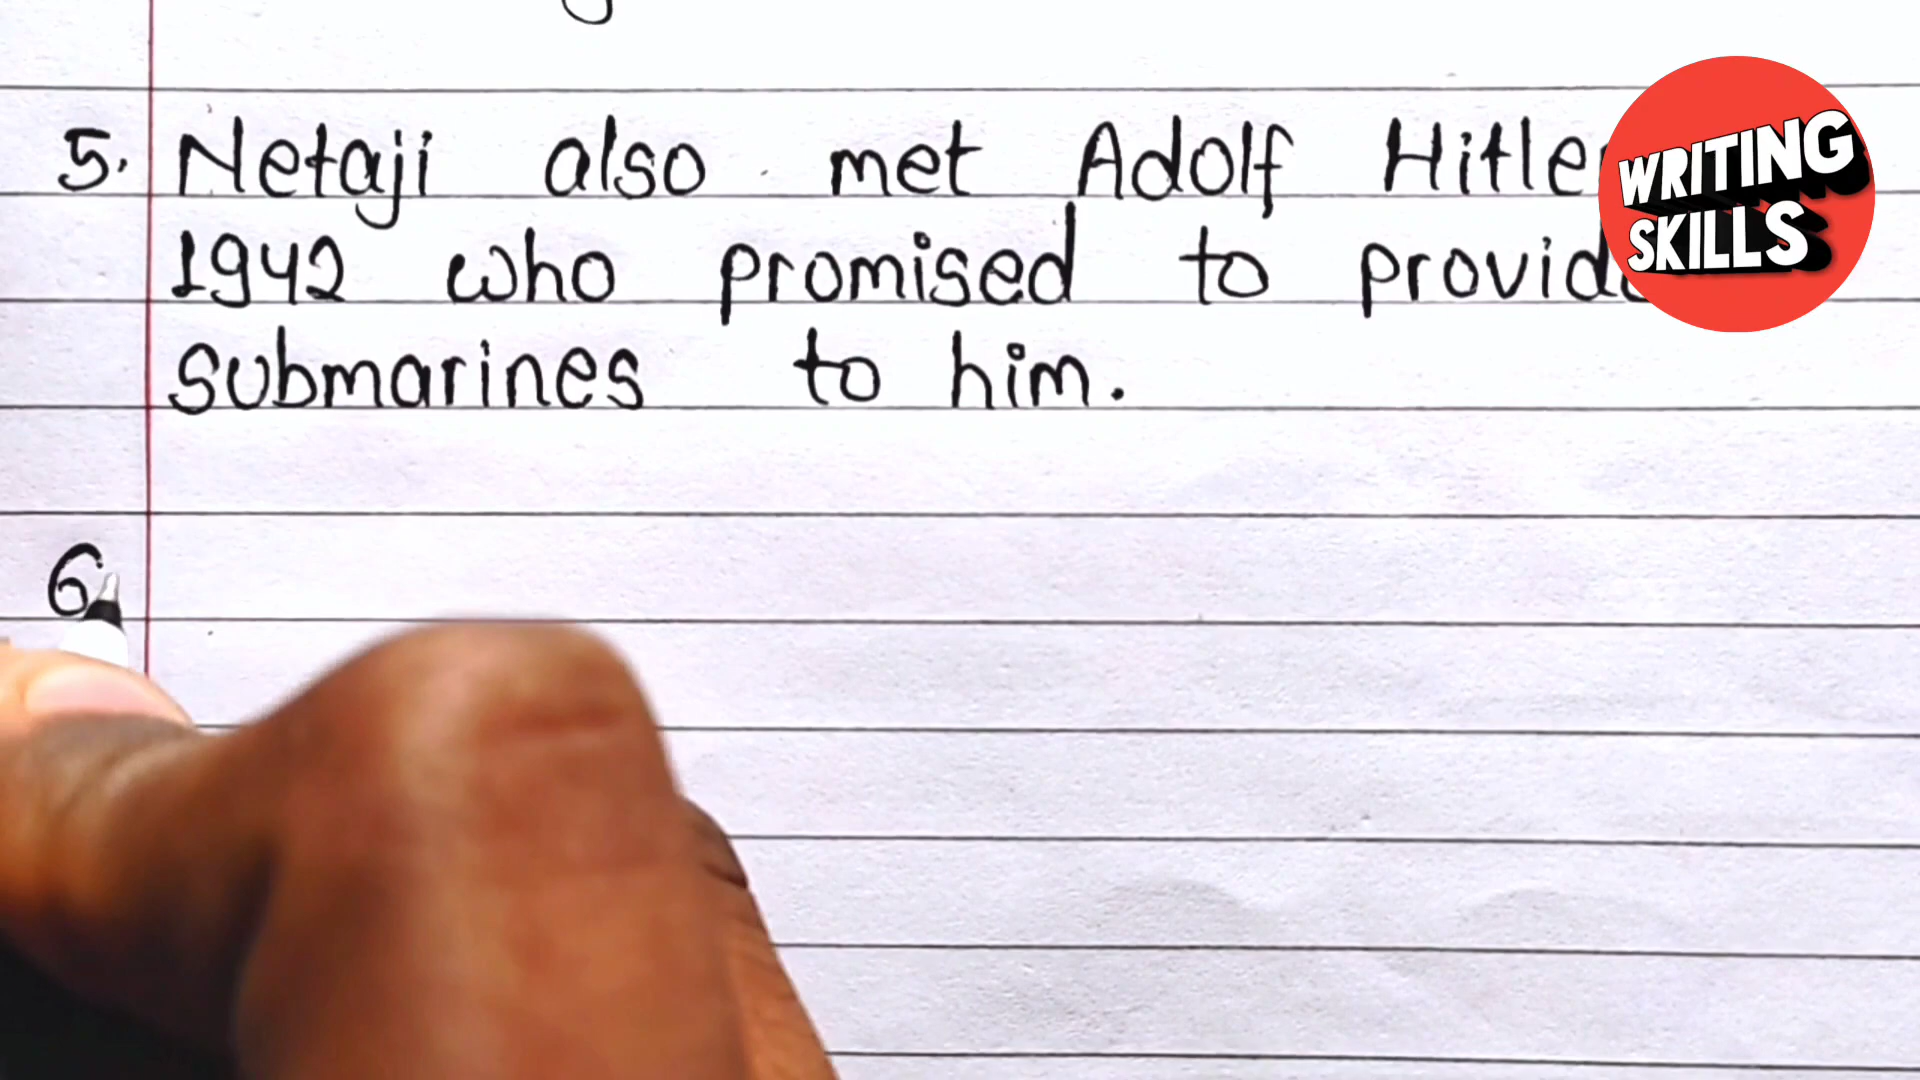 5. Netaji also met Adolf Hitle
1942 who promised to provid
submarines to him.
6
WRITING
SKILLS